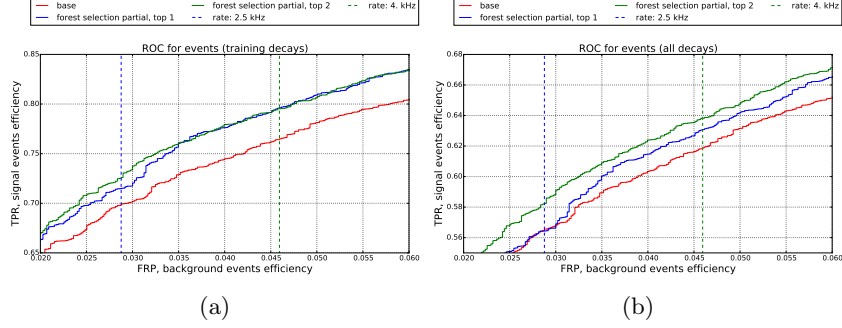 base
forest selection partial, top 1
forest selection partial, top 2
rate: 2.5 kHz
rate: 4. kHz
ROC for events (training decays)
TPR, signal events efficiency
0.85
0.80
0.75
0.70
0.65
0.020 0.025 0.030 0.035 0.040 0.045 0.050 0.055 0.060
FRP, background events efficiency
(a)
base
forest selection partial, top 1
forest selection partial, top 2
rate: 2.5 kHz
rate: 4. kHz
ROC for events (all decays)
TPR, signal events efficiency
0.68
0.66
0.64
0.62
0.60
0.58
0.56
0.020 0.025 0.030 0.035 0.040 0.045 0.050 0.055 0.060
FRP, background events efficiency
(b)